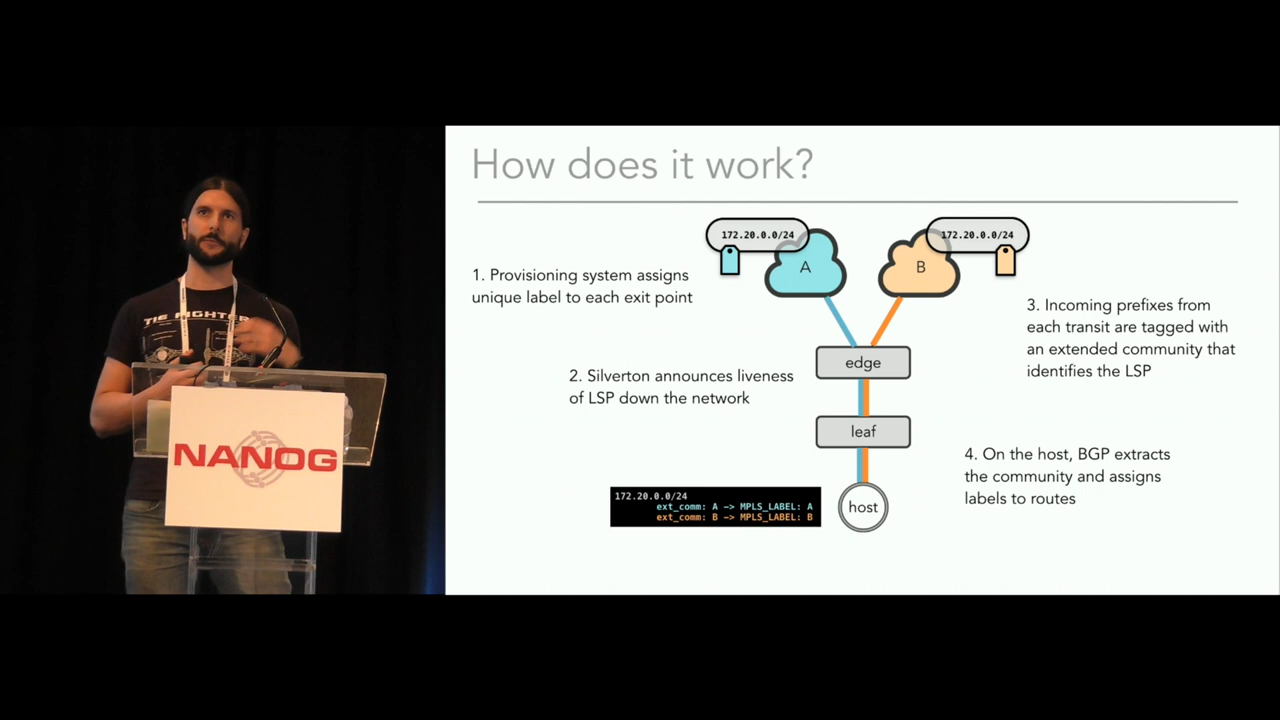 How does it work?
172.20.0.0/24
172.20.0.0/24
A
B
1. Provisioning system assigns
unique label to each exit point
3. Incoming prefixes from
each transit are tagged with
an extended community that
identifies the LSP
edge
2. Silverton announces liveness
of LSP down the network
leaf
4. On the host, BGP extracts
the community and assigns
labels to routes
172.20.0.0/24
ext_comm: A -> MPLS_LABEL: A
ext_comm: B -> MPLS_LABEL: B
host
TIE FIGHTER
NANOG